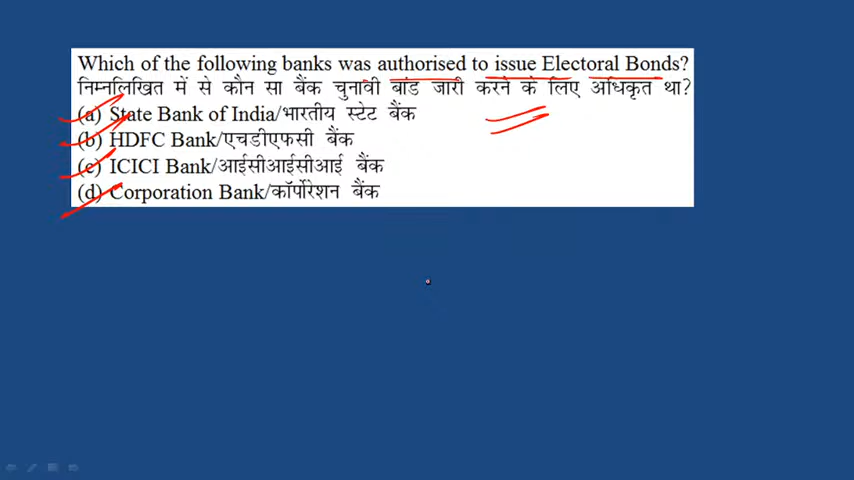 Which of the following banks was authorised to issue Electoral Bonds?
निम्नलिखित में से कौन सा बैंक चुनावी बांड जारी करने के लिए अधिकृत था?
(a) State Bank of India/भारतीय स्टेट बैंक
(b) HDFC Bank/एचडीएफसी बैंक
(c) ICICI Bank/आईसीआईसीआई बैंक
(d) Corporation Bank/कॉर्पोरेशन बैंक